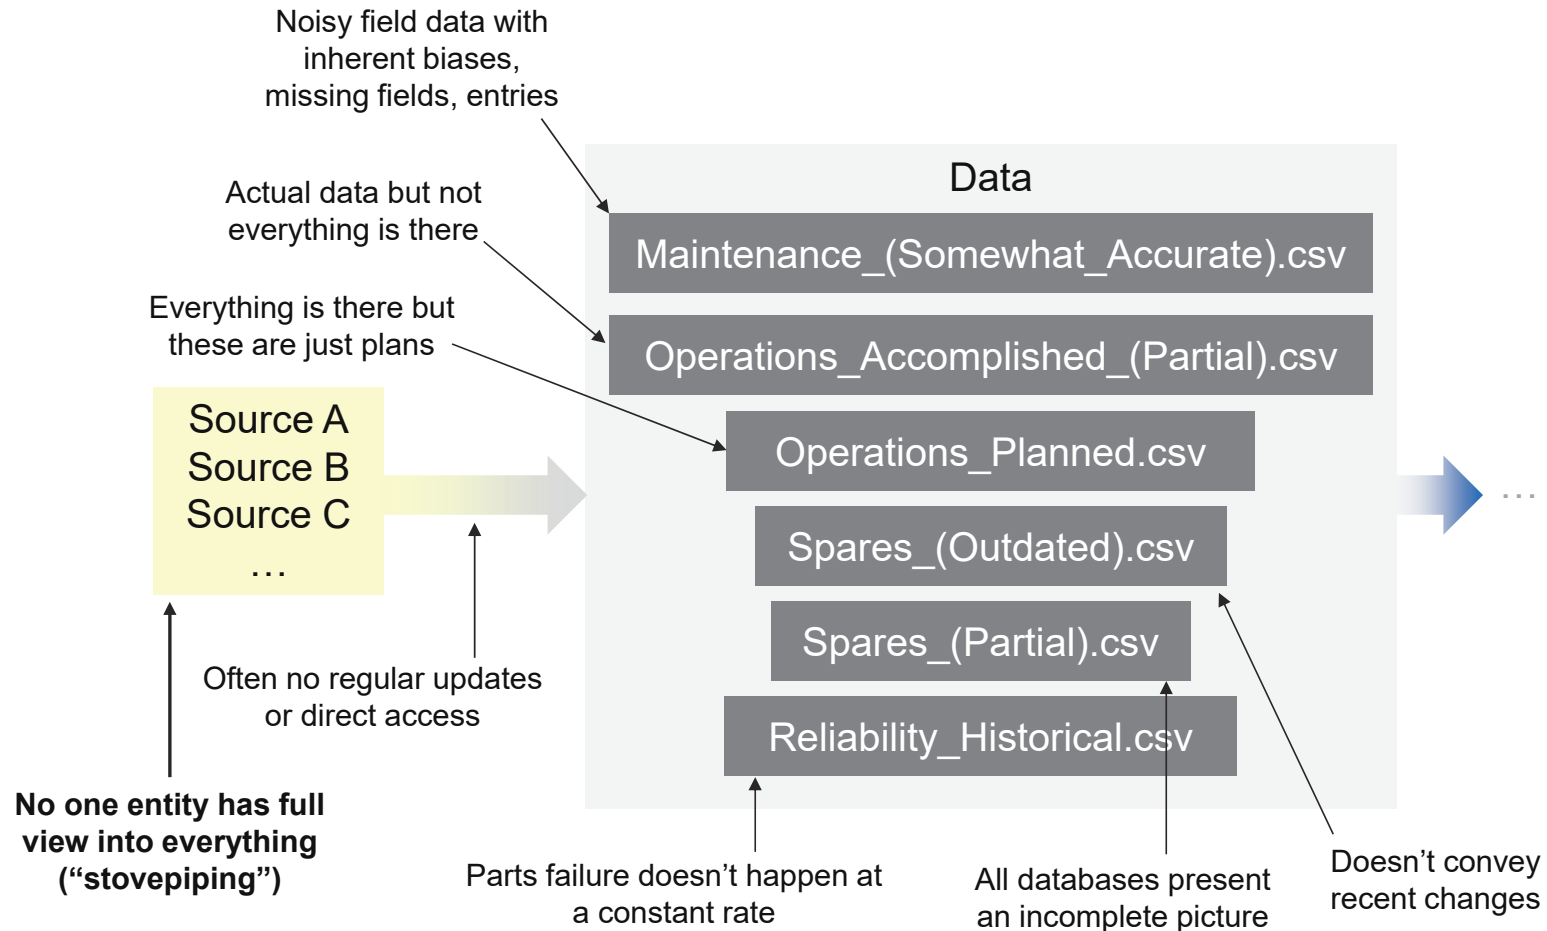 Noisy field data with
inherent biases,
missing fields, entries
Data
Actual data but not
everything is there
Maintenance_(Somewhat_Accurate).csv
Everything is there but
these are just plans
Operations_Accomplished_(Partial).csv
Source A
Source B
Source C
…
Operations_Planned.csv
...
Spares_(Outdated).csv
Spares_(Partial).csv
Often no regular updates
or direct access
Reliability_Historical.csv
No one entity has full
view into everything
(“stovepiping”)
Parts failure doesn’t happen at
a constant rate
All databases present
an incomplete picture
Doesn’t convey
recent changes